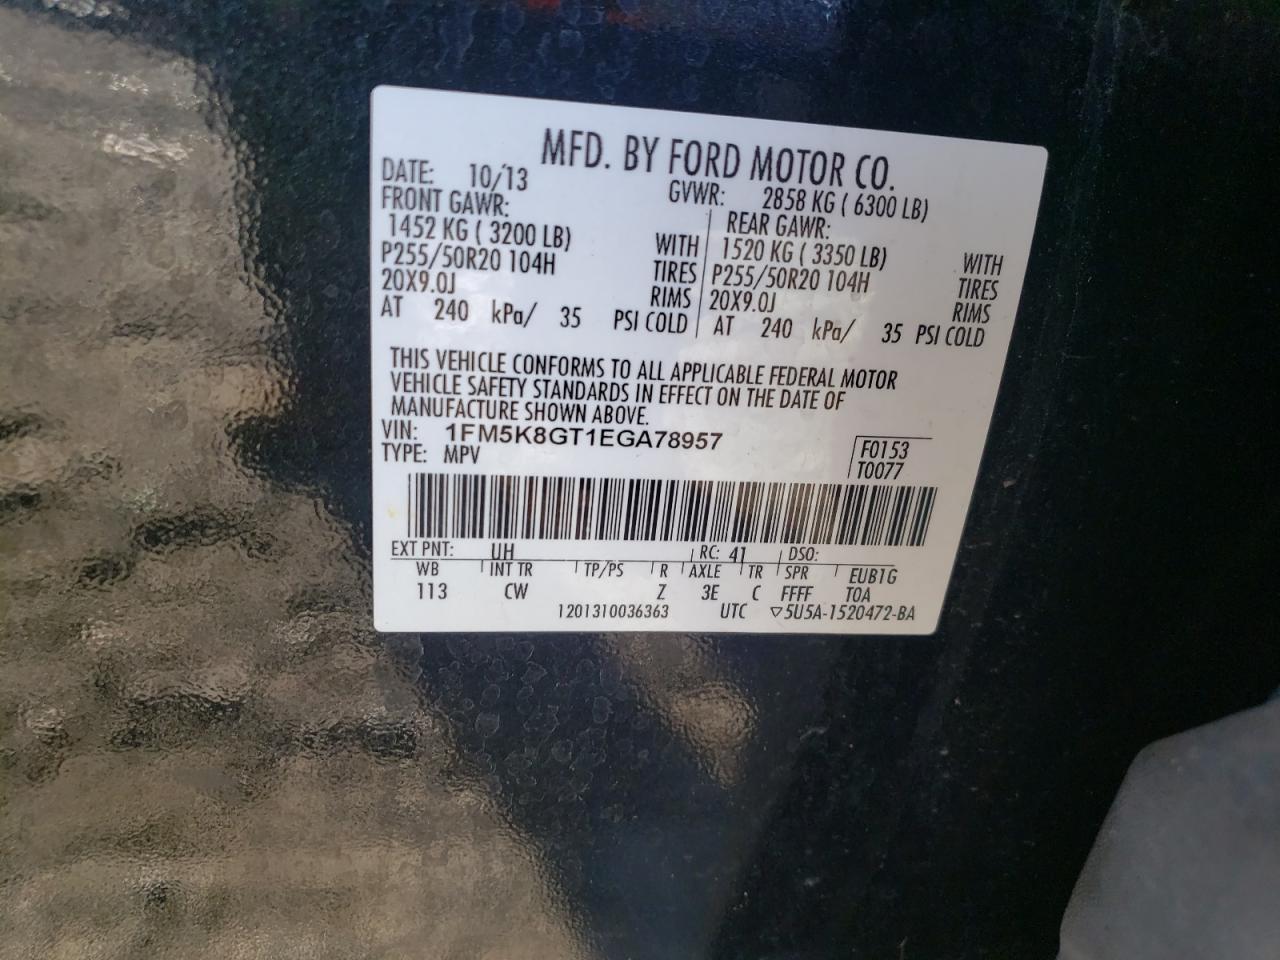 MFD. BY FORD MOTOR CO.
DATE: 10/13 GVWR: 2858 KG ( 6300 LB)
FRONT GAWR: REAR GAWR:
1452 KG ( 3200 LB) WITH 1520 KG ( 3350 LB) WITH
P255/50R20 104H TIRES P255/50R20 104H TIRES
20X9.0J RIMS 20X9.0J RIMS
AT 240 kPa/ 35 PSI COLD AT 240 kPa/ 35 PSI COLD
THIS VEHICLE CONFORMS TO ALL APPLICABLE FEDERAL MOTOR
VEHICLE SAFETY STANDARDS IN EFFECT ON THE DATE OF
MANUFACTURE SHOWN ABOVE.
VIN: 1FM5K8GT1EGA78957 F0153
TYPE: MPV T0077
EXT PNT: UH RC: 41 DSO:
WB INT TR TP/PS R AXLE TR SPR EUB1G
113 CW Z 3E C FFFF TOA
1201310036363 UTC ▽5U5A-1520472-BA